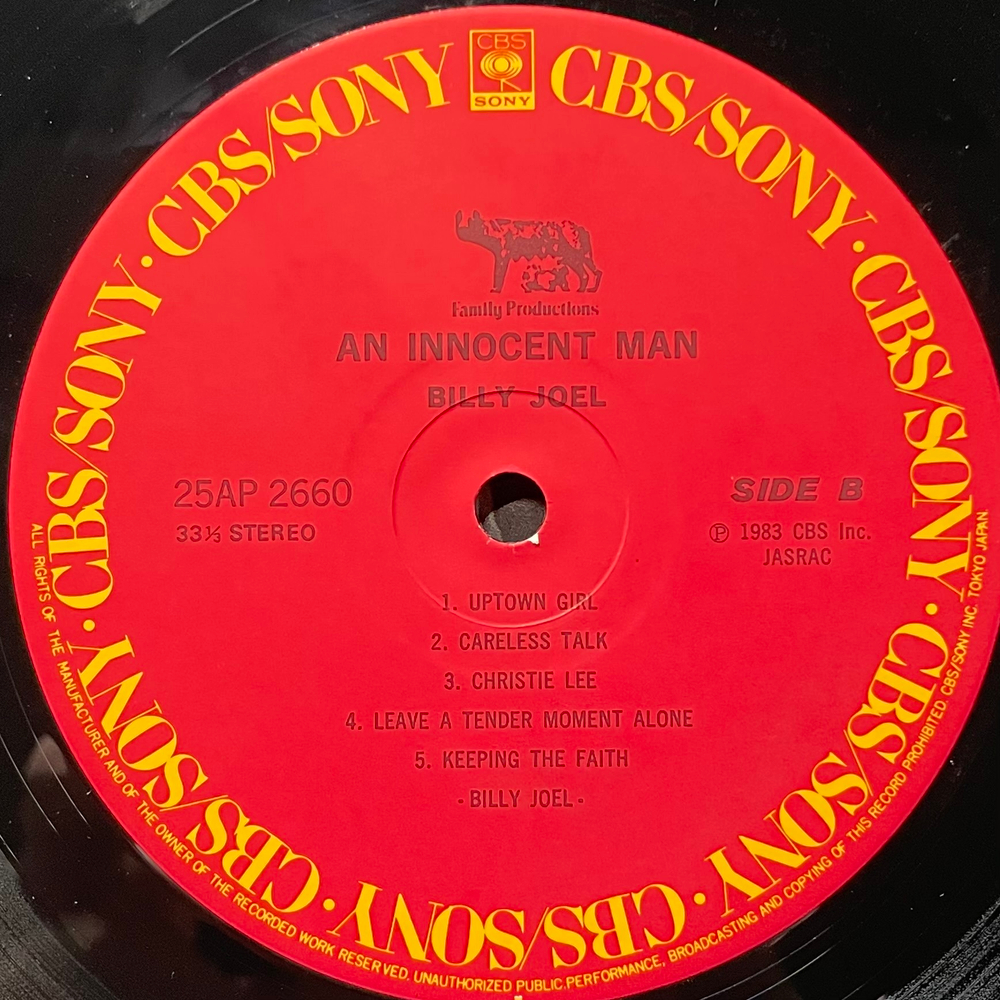 CBS
SONY
CBS/SONY · CBS/SONY · CBS/SONY · CBS/SONY · CBS/SONY · CBS/SONY · CBS/SONY · CBS/SONY
Family Productions
AN INNOCENT MAN
BILLY JOEL
25AP 2660
33⅓ STEREO
SIDE B
Ⓟ 1983 CBS Inc.
JASRAC
1. UPTOWN GIRL
2. CARELESS TALK
3. CHRISTIE LEE
4. LEAVE A TENDER MOMENT ALONE
5. KEEPING THE FAITH
- BILLY JOEL -
ALL RIGHTS OF THE MANUFACTURER AND OF THE OWNER OF THE RECORDED WORK RESERVED. UNAUTHORIZED PUBLIC PERFORMANCE, BROADCASTING AND COPYING OF THIS RECORD PROHIBITED. CBS/SONY INC. TOKYO JAPAN.